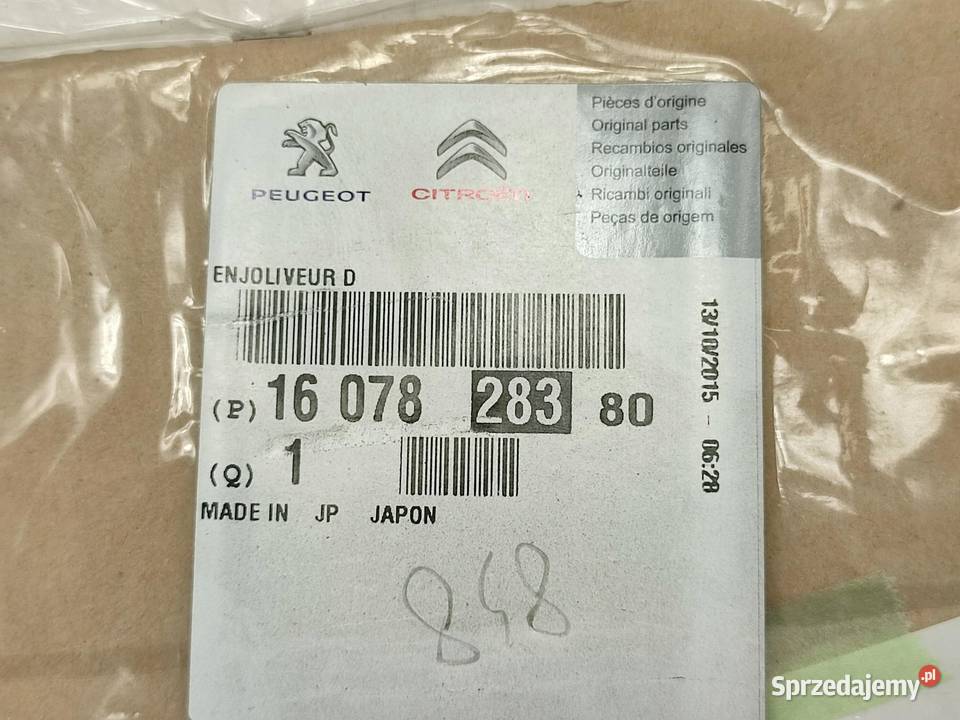 PEUGEOT
CITROËN
Pièces d'origine
Original parts
Recambios originales
Originalteile
Ricambi originali
Peças de origem
ENJOLIVEUR D
13/10/2015 - 06:28
(P) 16 078 283 80
(Q) 1
MADE IN JP JAPON
848
Sprzedajemy.pl